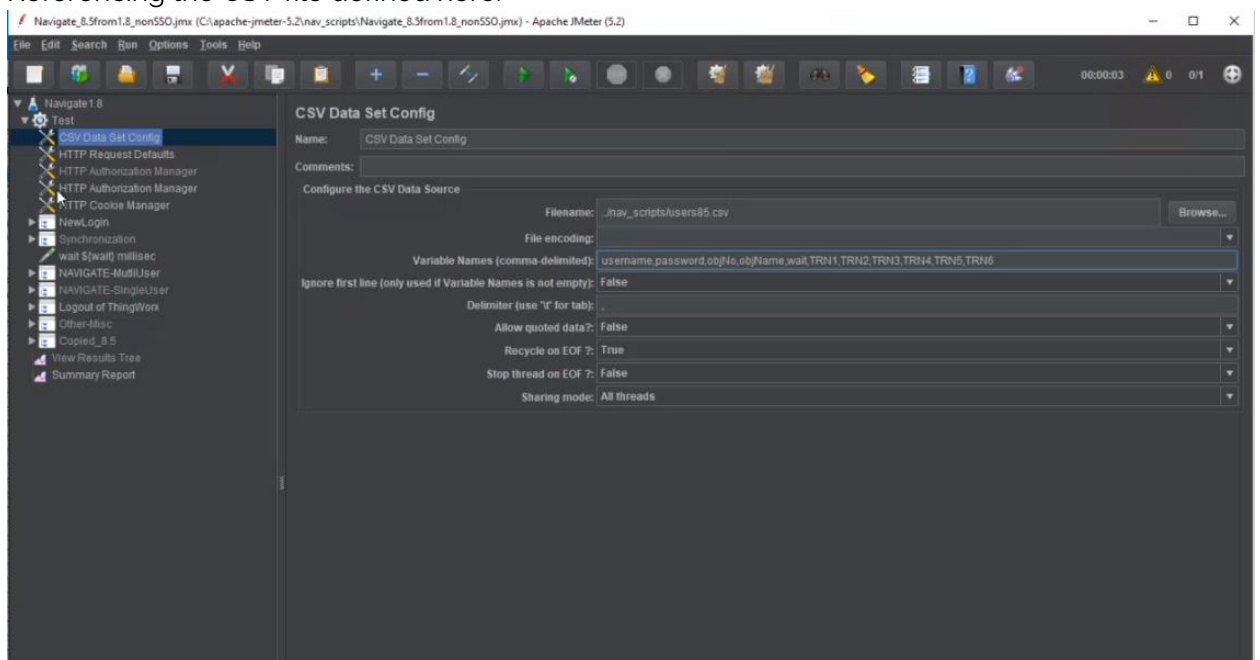 Referencing the CSV file defined here.
Navigate_8.5from1.8_nonSSO.jmx (C:\apache-jmeter-5.2\nav_scripts\Navigate_8.5from1.8_nonSSO.jmx) - Apache JMeter (5.2)
File Edit Search Run Options Tools Help
00:00:03 0 0/1
Navigate1.8
Test
CSV Data Set Config
HTTP Request Defaults
HTTP Authorization Manager
HTTP Authorization Manager
HTTP Cookie Manager
NewLogin
Synchronization
wait ${wait} millisec
NAVIGATE-MutliUser
NAVIGATE-SingleUser
Logout of ThingWorx
Other-Misc
Copied_8.5
View Results Tree
Summary Report
CSV Data Set Config
Name: CSV Data Set Config
Comments:
Configure the CSV Data Source
Filename: ../nav_scripts/users85.csv Browse...
File encoding:
Variable Names (comma-delimited): username,password,objNo,objName,wait,TRN1,TRN2,TRN3,TRN4,TRN5,TRN6
Ignore first line (only used if Variable Names is not empty): False
Delimiter (use '\t' for tab): ,
Allow quoted data?: False
Recycle on EOF ?: True
Stop thread on EOF ?: False
Sharing mode: All threads